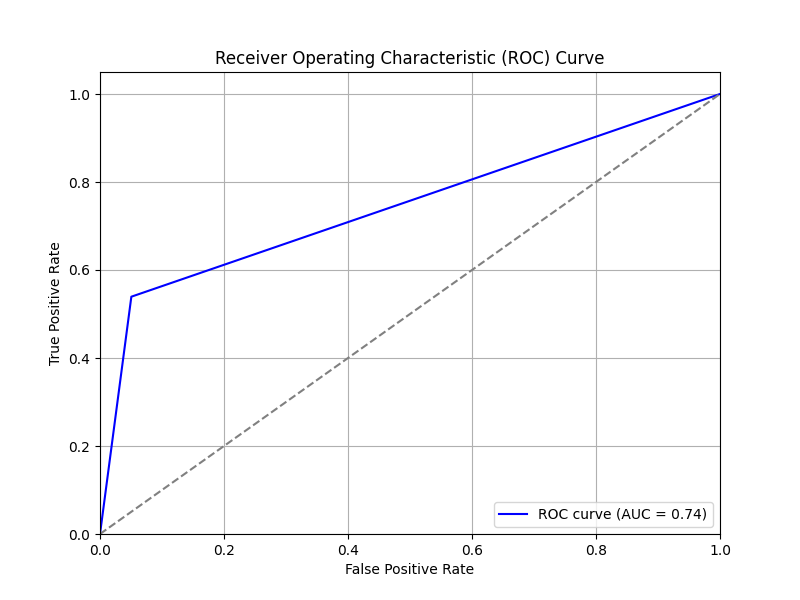 Receiver Operating Characteristic (ROC) Curve
1.0
0.8
0.6
0.4
0.2
0.0
True Positive Rate
ROC curve (AUC = 0.74)
0.0 0.2 0.4 0.6 0.8 1.0
False Positive Rate